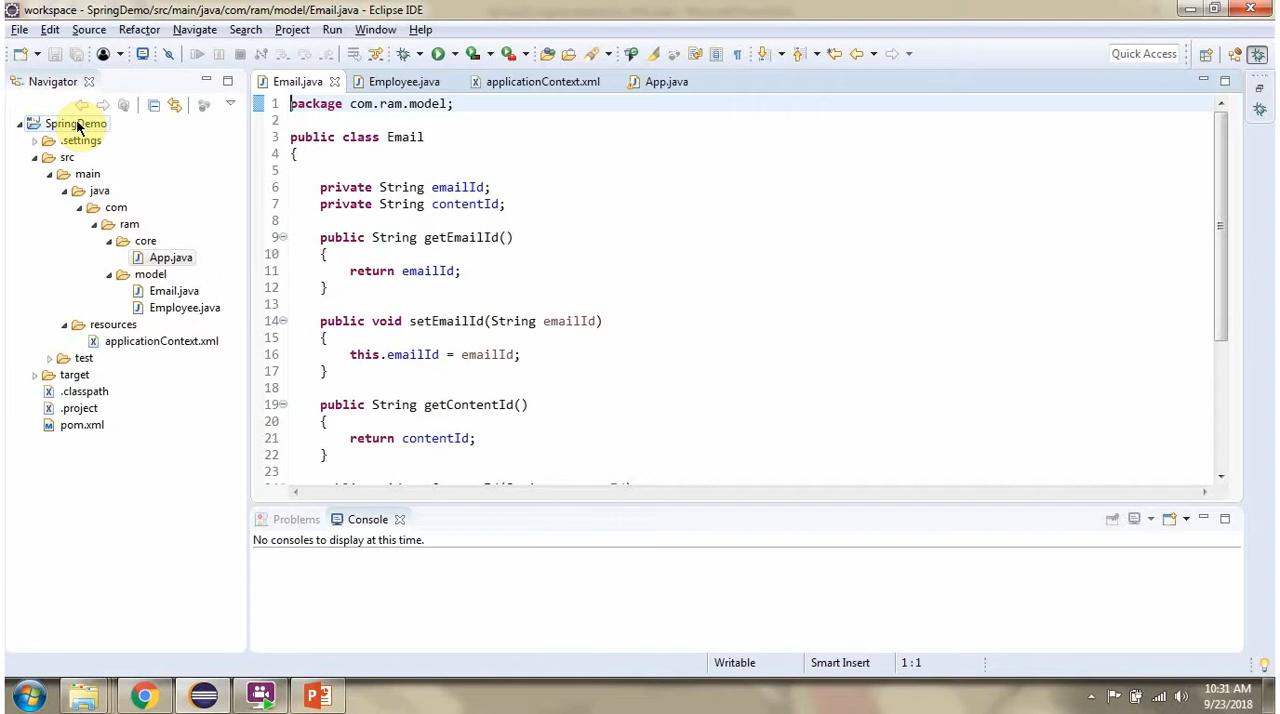 workspace - SpringDemo/src/main/java/com/ram/model/Email.java - Eclipse IDE
File Edit Source Refactor Navigate Search Project Run Window Help
Quick Access
Navigator
Email.java Employee.java applicationContext.xml App.java
SpringDemo
.settings
src
main
java
com
ram
core
App.java
model
Email.java
Employee.java
resources
applicationContext.xml
test
target
.classpath
.project
pom.xml
1 package com.ram.model;
2
3 public class Email
4 {
5
6 private String emailId;
7 private String contentId;
8
9 public String getEmailId()
10 {
11 return emailId;
12 }
13
14 public void setEmailId(String emailId)
15 {
16 this.emailId = emailId;
17 }
18
19 public String getContentId()
20 {
21 return contentId;
22 }
23
Problems Console
No consoles to display at this time.
Writable Smart Insert 1 : 1
10:31 AM
9/23/2018